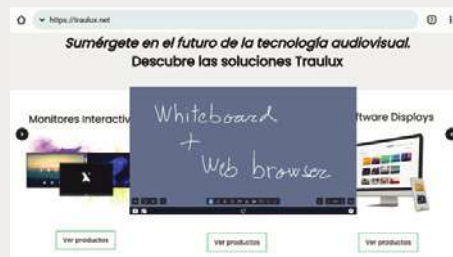 https://traulux.net
Sumérgete en el futuro de la tecnología audiovisual.
Descubre las soluciones Traulux
Monitores Interactiv
ftware Displays
Whiteboard
+
Web browser
Ver productos
Ver productos
Ver productos